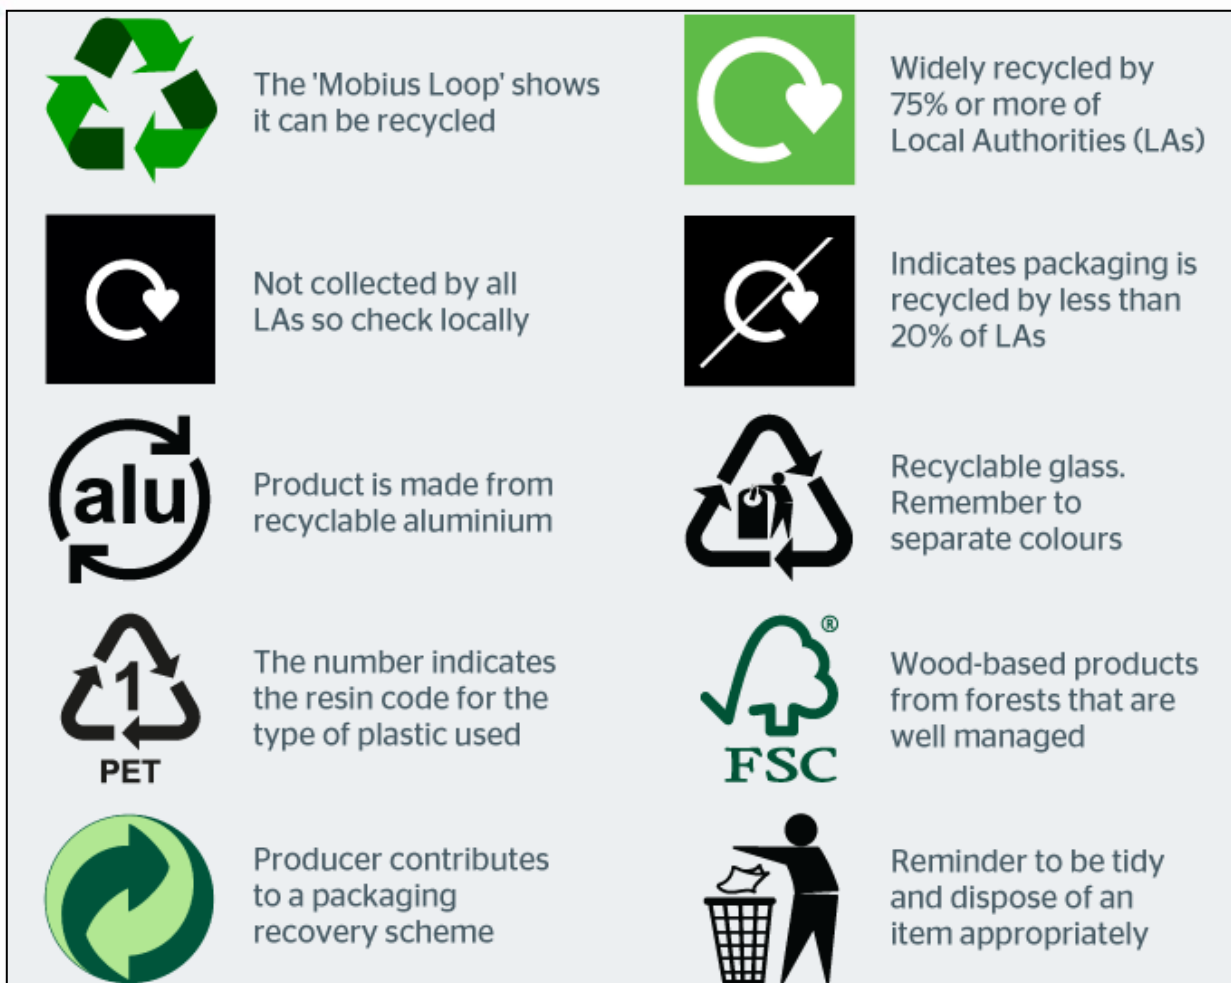 The 'Mobius Loop' shows
it can be recycled
Widely recycled by
75% or more of
Local Authorities (LAs)
Not collected by all
LAs so check locally
Indicates packaging is
recycled by less than
20% of LAs
alu
Product is made from
recyclable aluminium
Recyclable glass.
Remember to
separate colours
1
PET
The number indicates
the resin code for the
type of plastic used
®
FSC
Wood-based products
from forests that are
well managed
Producer contributes
to a packaging
recovery scheme
Reminder to be tidy
and dispose of an
item appropriately